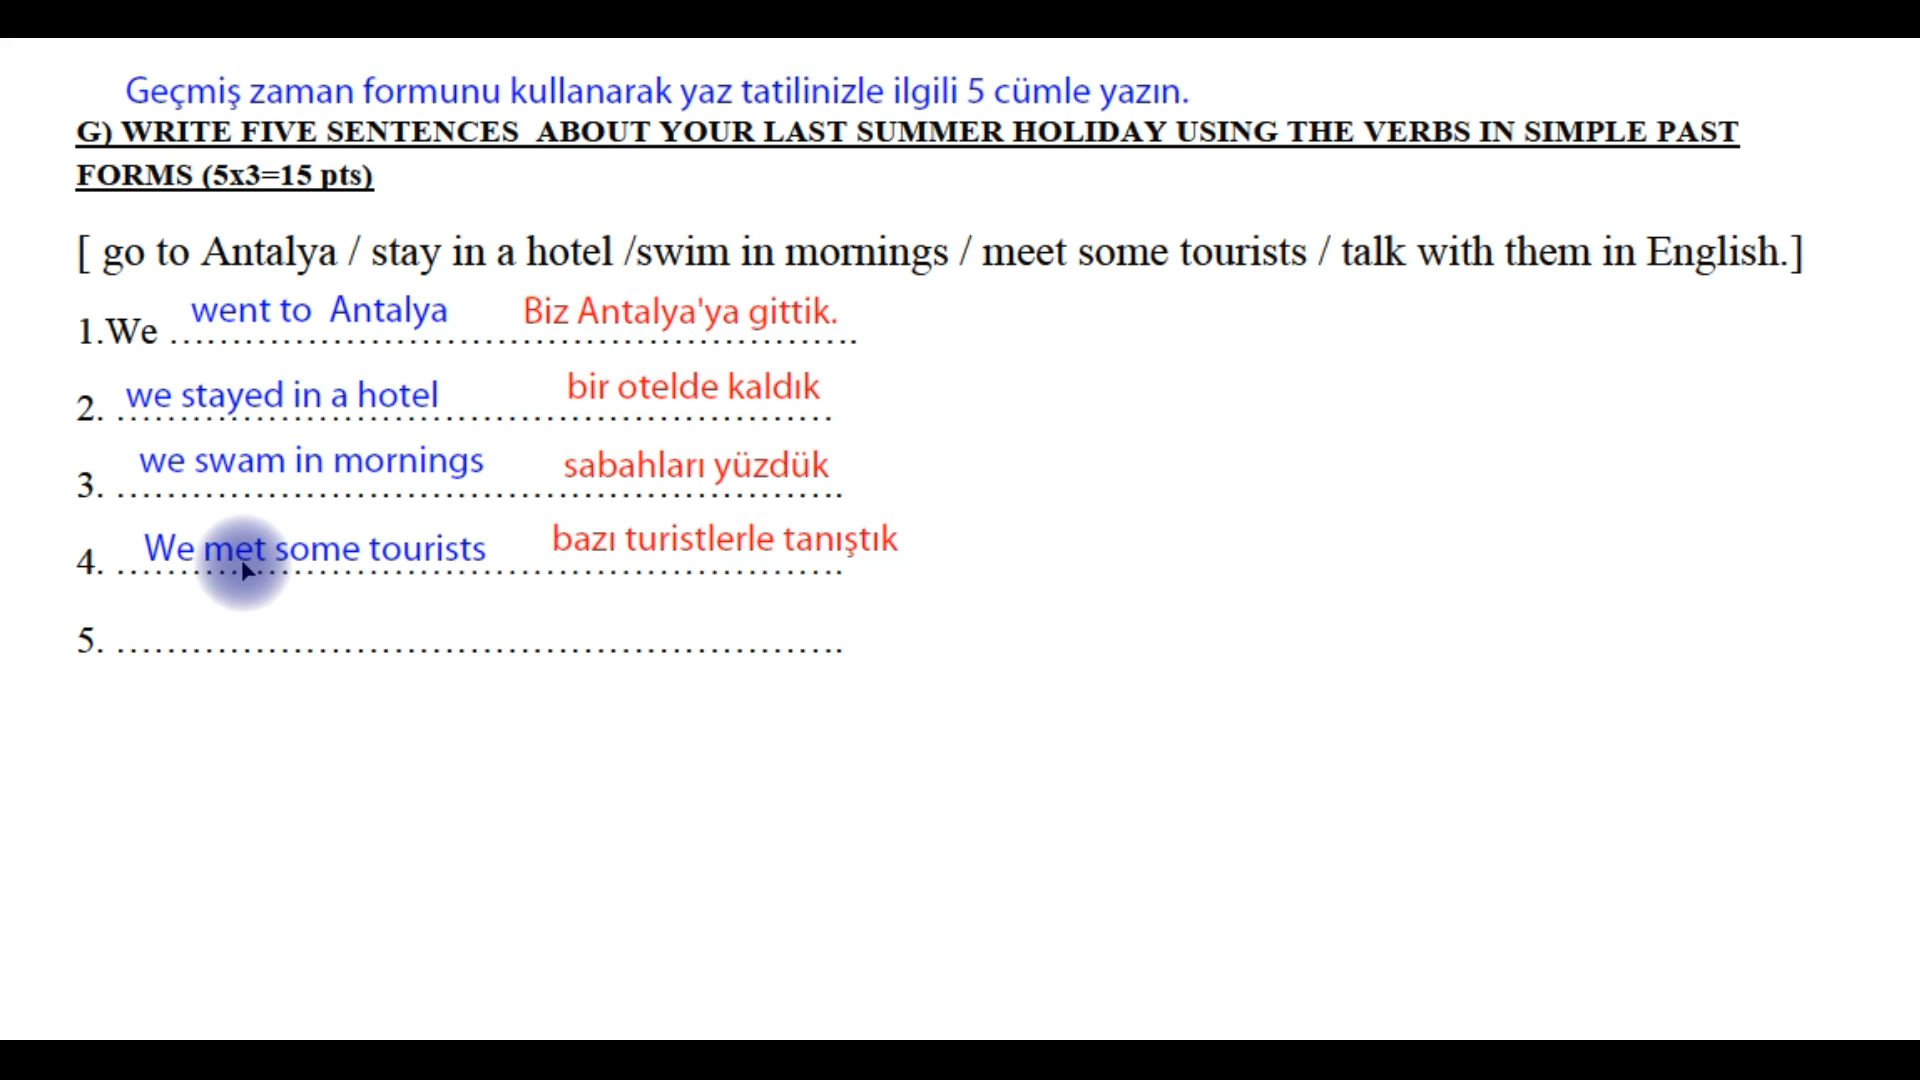 Geçmiş zaman formunu kullanarak yaz tatilinizle ilgili 5 cümle yazın.
G) WRITE FIVE SENTENCES ABOUT YOUR LAST SUMMER HOLIDAY USING THE VERBS IN SIMPLE PAST
FORMS (5x3=15 pts)
[ go to Antalya / stay in a hotel /swim in mornings / meet some tourists / talk with them in English.]
1.We went to Antalya Biz Antalya'ya gittik. ……………………………………………….
2. we stayed in a hotel bir otelde kaldık ………………………………………………….
3. we swam in mornings sabahları yüzdük ………………………………………………….
4. We met some tourists bazı turistlerle tanıştık ………………………………………………….
5. ………………………………………………….